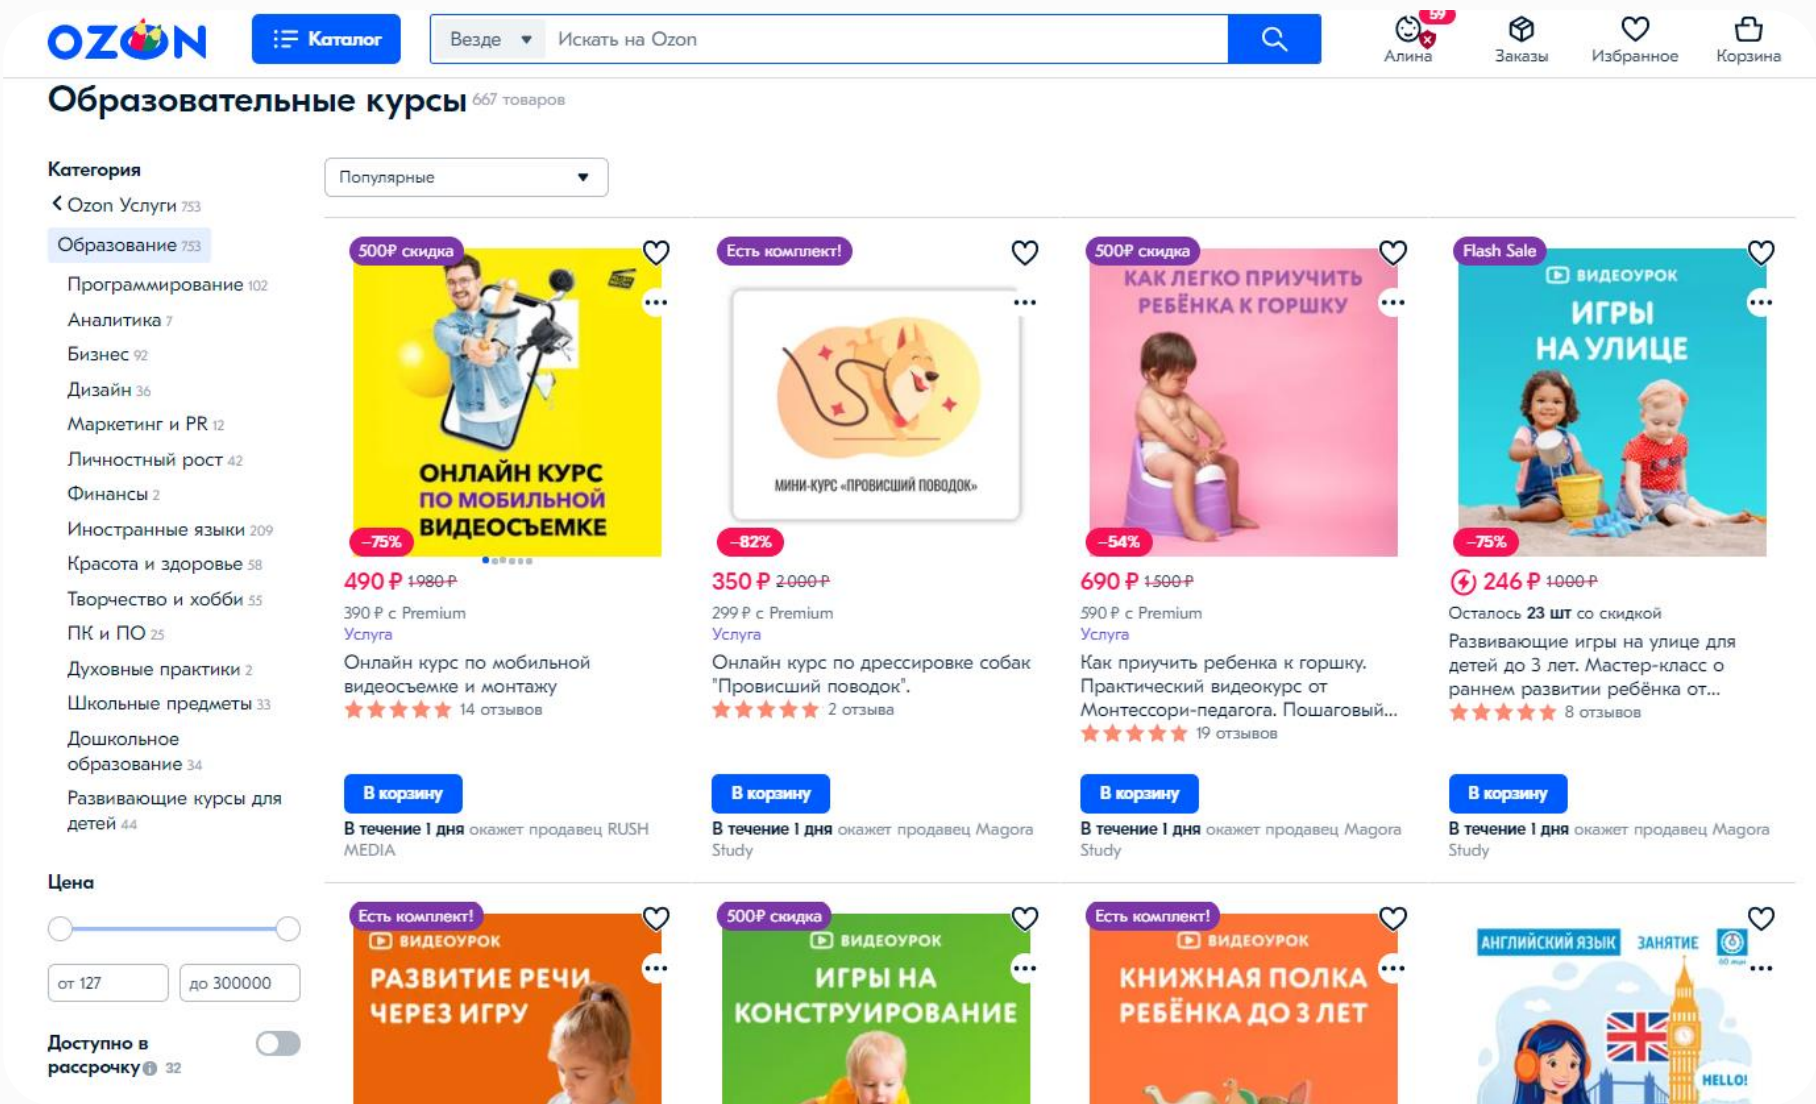 OZON
Каталог
Везде
Искать на Ozon
59
Алина
Заказы
Избранное
Корзина
Образовательные курсы 667 товаров
Категория
Ozon Услуги 753
Образование 753
Программирование 102
Аналитика 7
Бизнес 92
Дизайн 36
Маркетинг и PR 12
Личностный рост 42
Финансы 2
Иностранные языки 209
Красота и здоровье 58
Творчество и хобби 55
ПК и ПО 25
Духовные практики 2
Школьные предметы 33
Дошкольное
образование 34
Развивающие курсы для
детей 44
Цена
от 127
до 300000
Доступно в
рассрочку 32
Популярные
500₽ скидка
ОНЛАЙН КУРС
ПО МОБИЛЬНОЙ
ВИДЕОСЪЕМКЕ
–75%
490 ₽ 1 980 ₽
390 ₽ с Premium
Услуга
Онлайн курс по мобильной
видеосъемке и монтажу
14 отзывов
В корзину
В течение 1 дня окажет продавец RUSH
MEDIA
Есть комплект!
МИНИ-КУРС «ПРОВИСШИЙ ПОВОДОК»
–82%
350 ₽ 2 000 ₽
299 ₽ с Premium
Услуга
Онлайн курс по дрессировке собак
"Провисший поводок".
2 отзыва
В корзину
В течение 1 дня окажет продавец Magora
Study
500₽ скидка
КАК ЛЕГКО ПРИУЧИТЬ
РЕБЁНКА К ГОРШКУ
–54%
690 ₽ 1 500 ₽
590 ₽ с Premium
Услуга
Как приучить ребенка к горшку.
Практический видеокурс от
Монтессори-педагога. Пошаговый...
19 отзывов
В корзину
В течение 1 дня окажет продавец Magora
Study
Flash Sale
ВИДЕОУРОК
ИГРЫ
НА УЛИЦЕ
–75%
246 ₽ 1 000 ₽
Осталось 23 шт со скидкой
Развивающие игры на улице для
детей до 3 лет. Мастер-класс о
раннем развитии ребёнка от...
8 отзывов
В корзину
В течение 1 дня окажет продавец Magora
Study
Есть комплект!
ВИДЕОУРОК
РАЗВИТИЕ РЕЧИ
ЧЕРЕЗ ИГРУ
500₽ скидка
ВИДЕОУРОК
ИГРЫ НА
КОНСТРУИРОВАНИЕ
Есть комплект!
ВИДЕОУРОК
КНИЖНАЯ ПОЛКА
РЕБЁНКА ДО 3 ЛЕТ
АНГЛИЙСКИЙ ЯЗЫК ЗАНЯТИЕ
60 мин
HELLO!